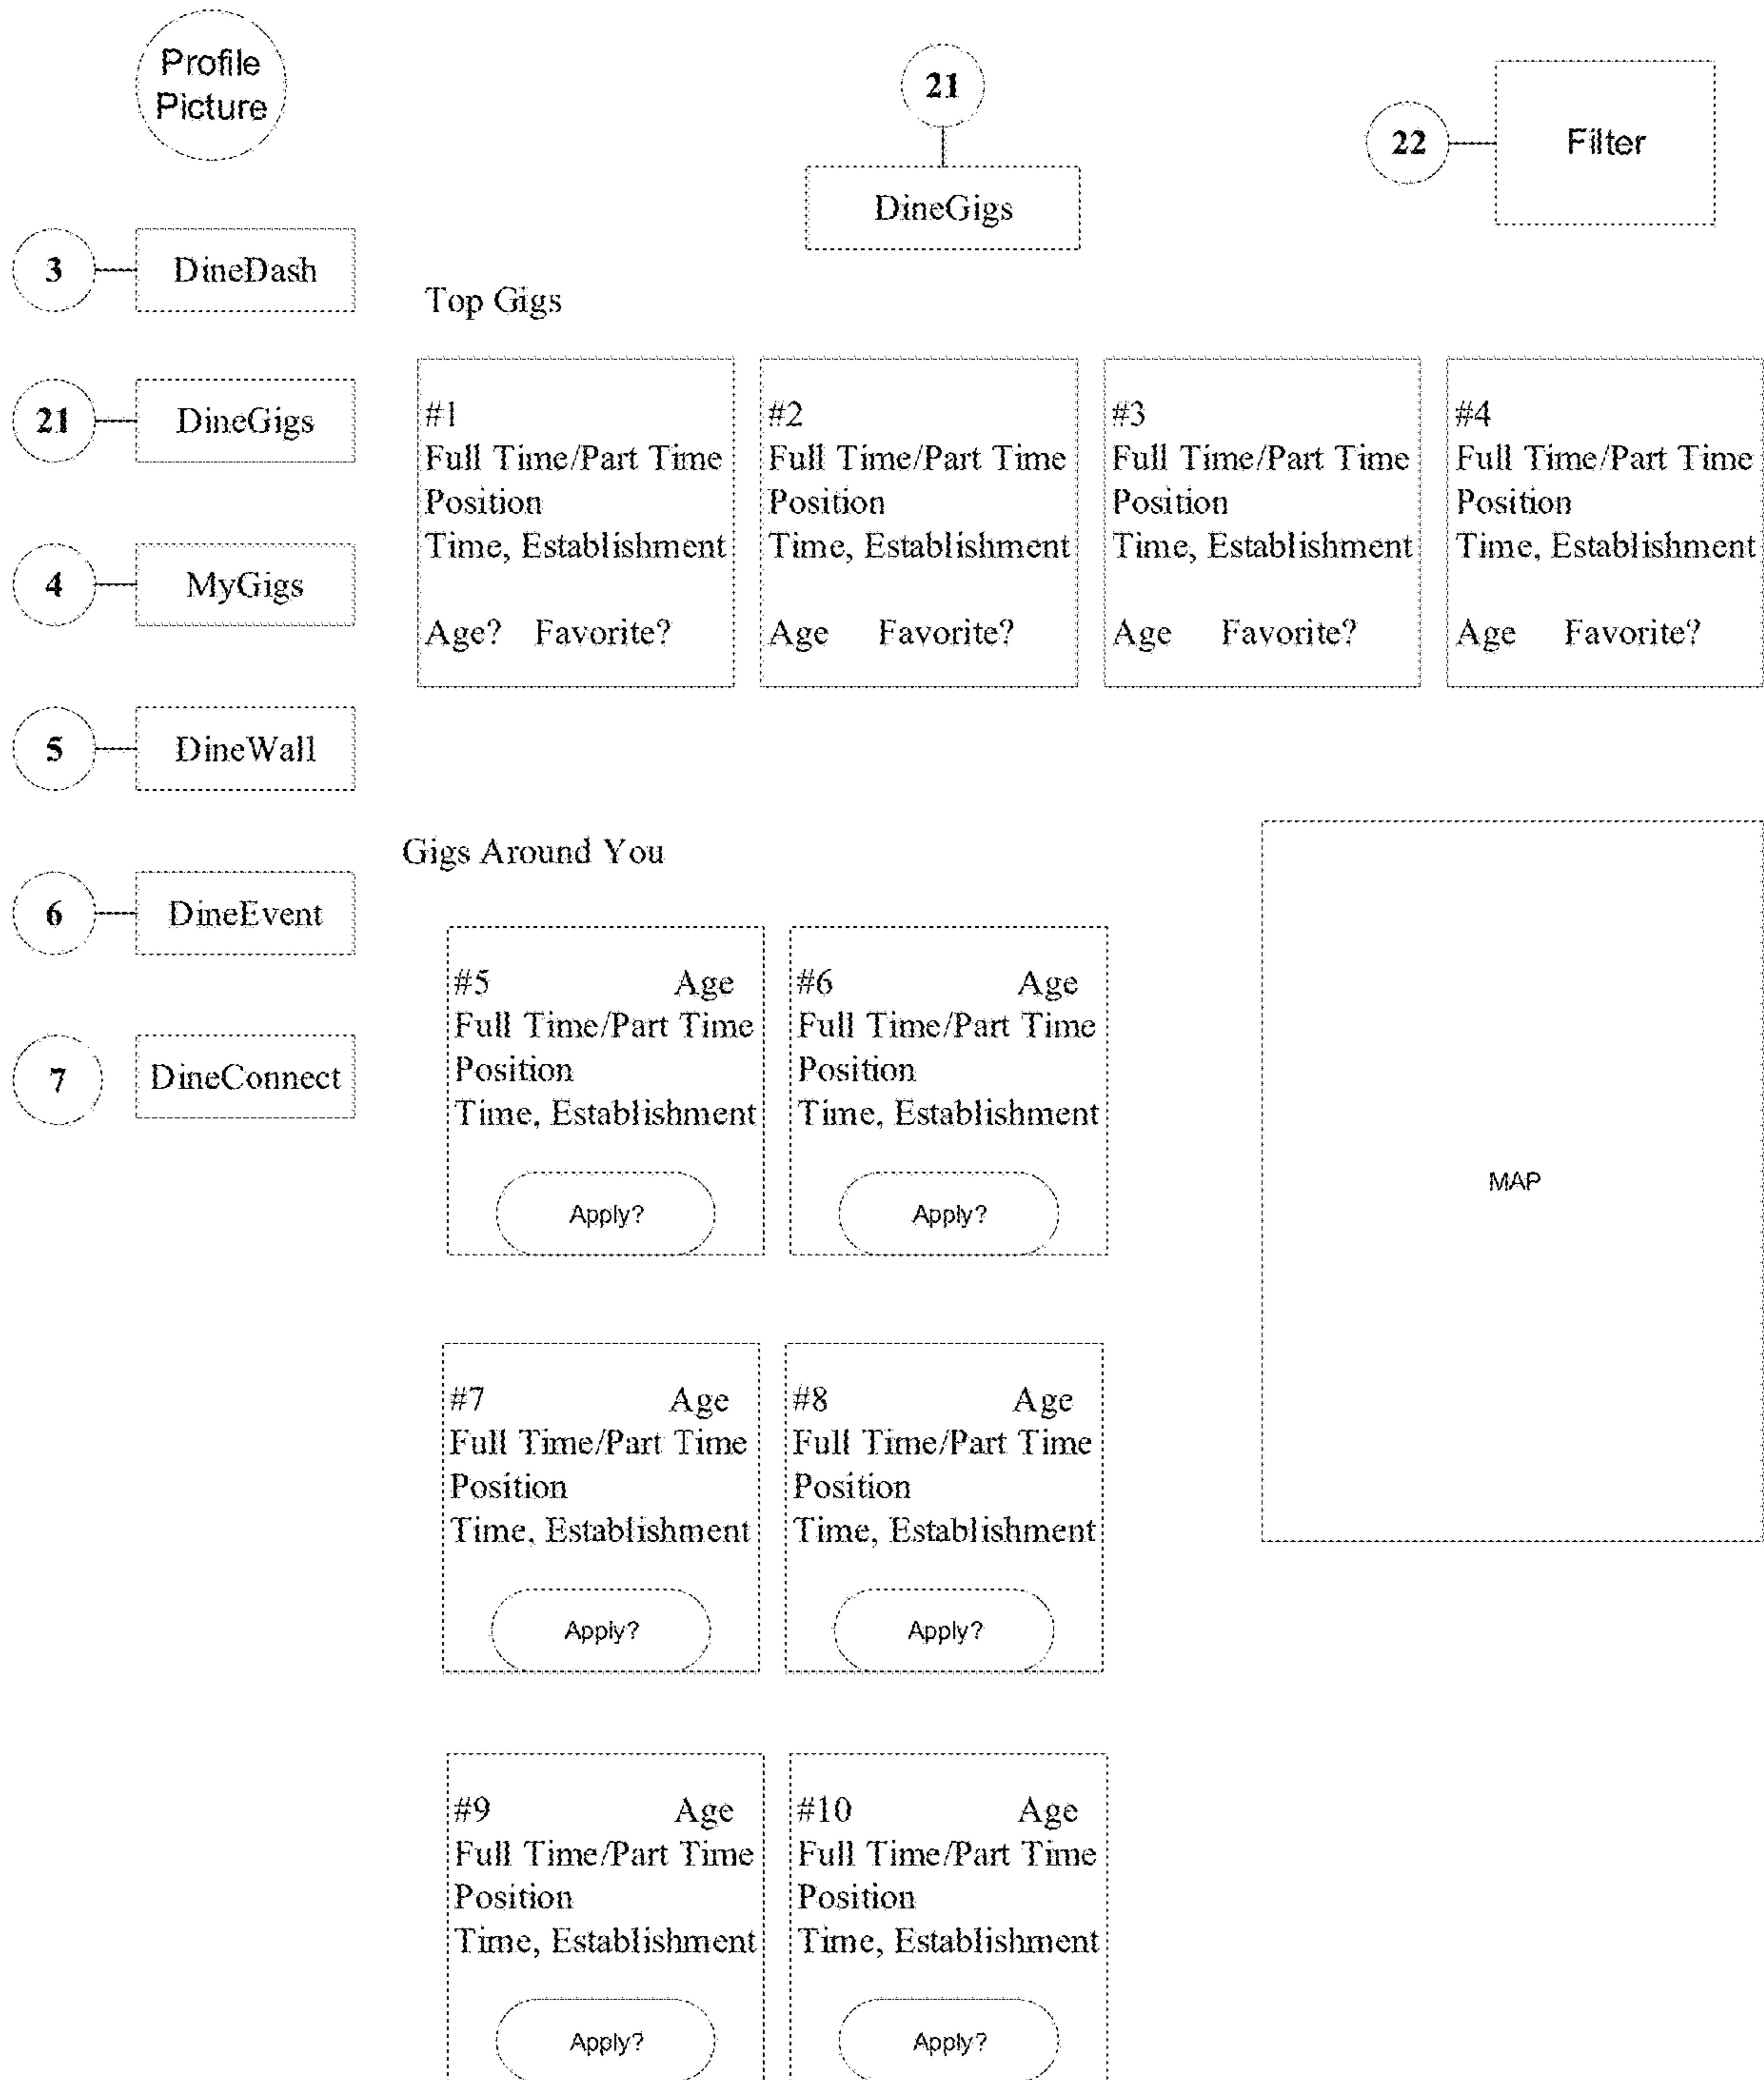 Profile
Picture
21
DineGigs
22
Filter
3
DineDash
21
DineGigs
4
MyGigs
5
DineWall
6
DineEvent
7
DineConnect
Top Gigs
#1
Full Time/Part Time
Position
Time, Establishment
Age? Favorite?
#2
Full Time/Part Time
Position
Time, Establishment
Age Favorite?
#3
Full Time/Part Time
Position
Time, Establishment
Age Favorite?
#4
Full Time/Part Time
Position
Time, Establishment
Age Favorite?
Gigs Around You
#5 Age
Full Time/Part Time
Position
Time, Establishment
Apply?
#6 Age
Full Time/Part Time
Position
Time, Establishment
Apply?
#7 Age
Full Time/Part Time
Position
Time, Establishment
Apply?
#8 Age
Full Time/Part Time
Position
Time, Establishment
Apply?
#9 Age
Full Time/Part Time
Position
Time, Establishment
Apply?
#10 Age
Full Time/Part Time
Position
Time, Establishment
Apply?
MAP